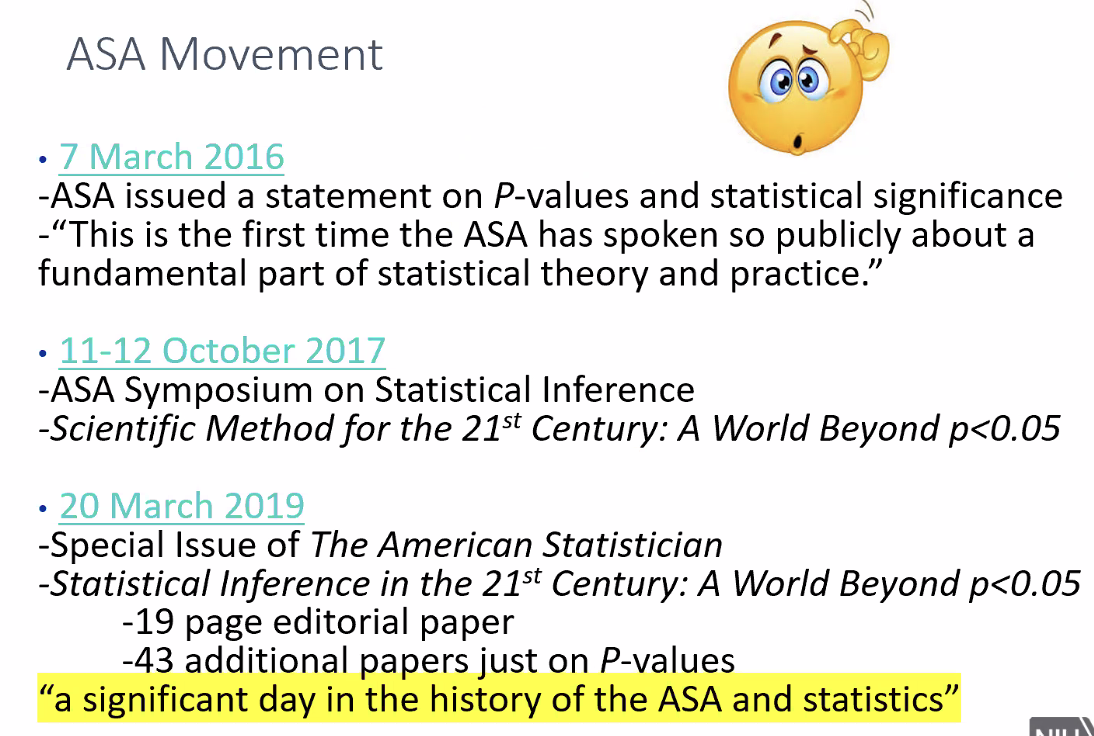 ASA Movement
• 7 March 2016
-ASA issued a statement on P-values and statistical significance
-“This is the first time the ASA has spoken so publicly about a
fundamental part of statistical theory and practice.”
• 11-12 October 2017
-ASA Symposium on Statistical Inference
-Scientific Method for the 21st Century: A World Beyond p<0.05
• 20 March 2019
-Special Issue of The American Statistician
-Statistical Inference in the 21st Century: A World Beyond p<0.05
-19 page editorial paper
-43 additional papers just on P-values
“a significant day in the history of the ASA and statistics”